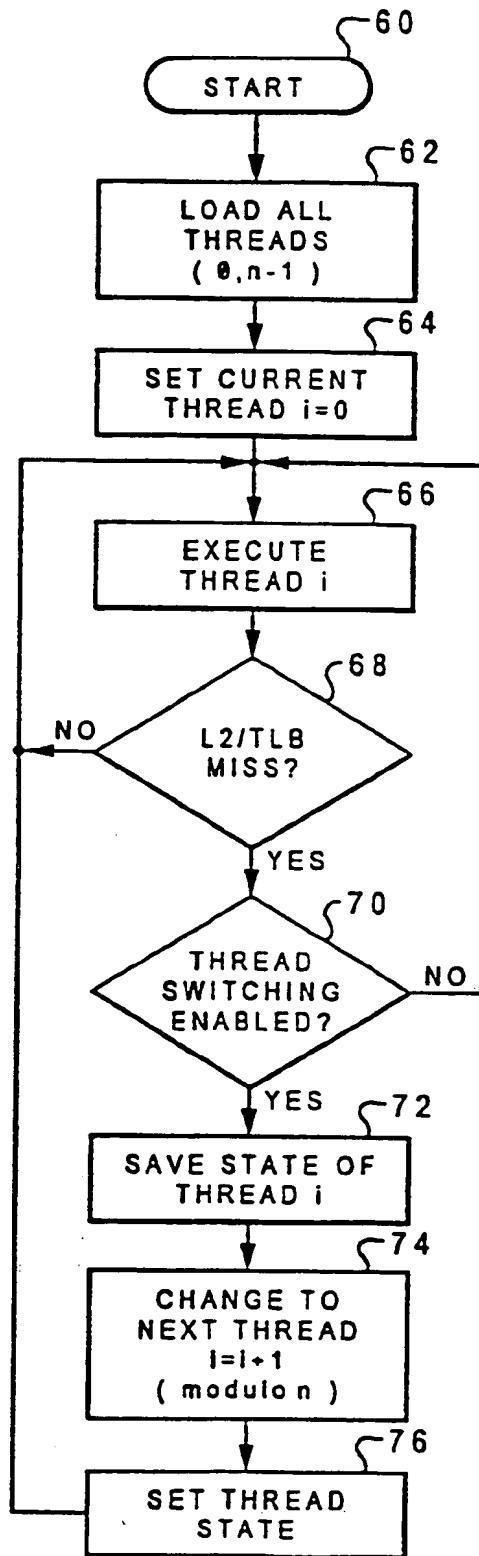 60
START
62
LOAD ALL
THREADS
( 0,n-1 )
64
SET CURRENT
THREAD i=0
66
EXECUTE
THREAD i
68
L2/TLB
MISS?
NO
YES
70
THREAD
SWITCHING
ENABLED?
NO
YES
72
SAVE STATE OF
THREAD i
74
CHANGE TO
NEXT THREAD
i=i+1
( modulo n )
76
SET THREAD
STATE